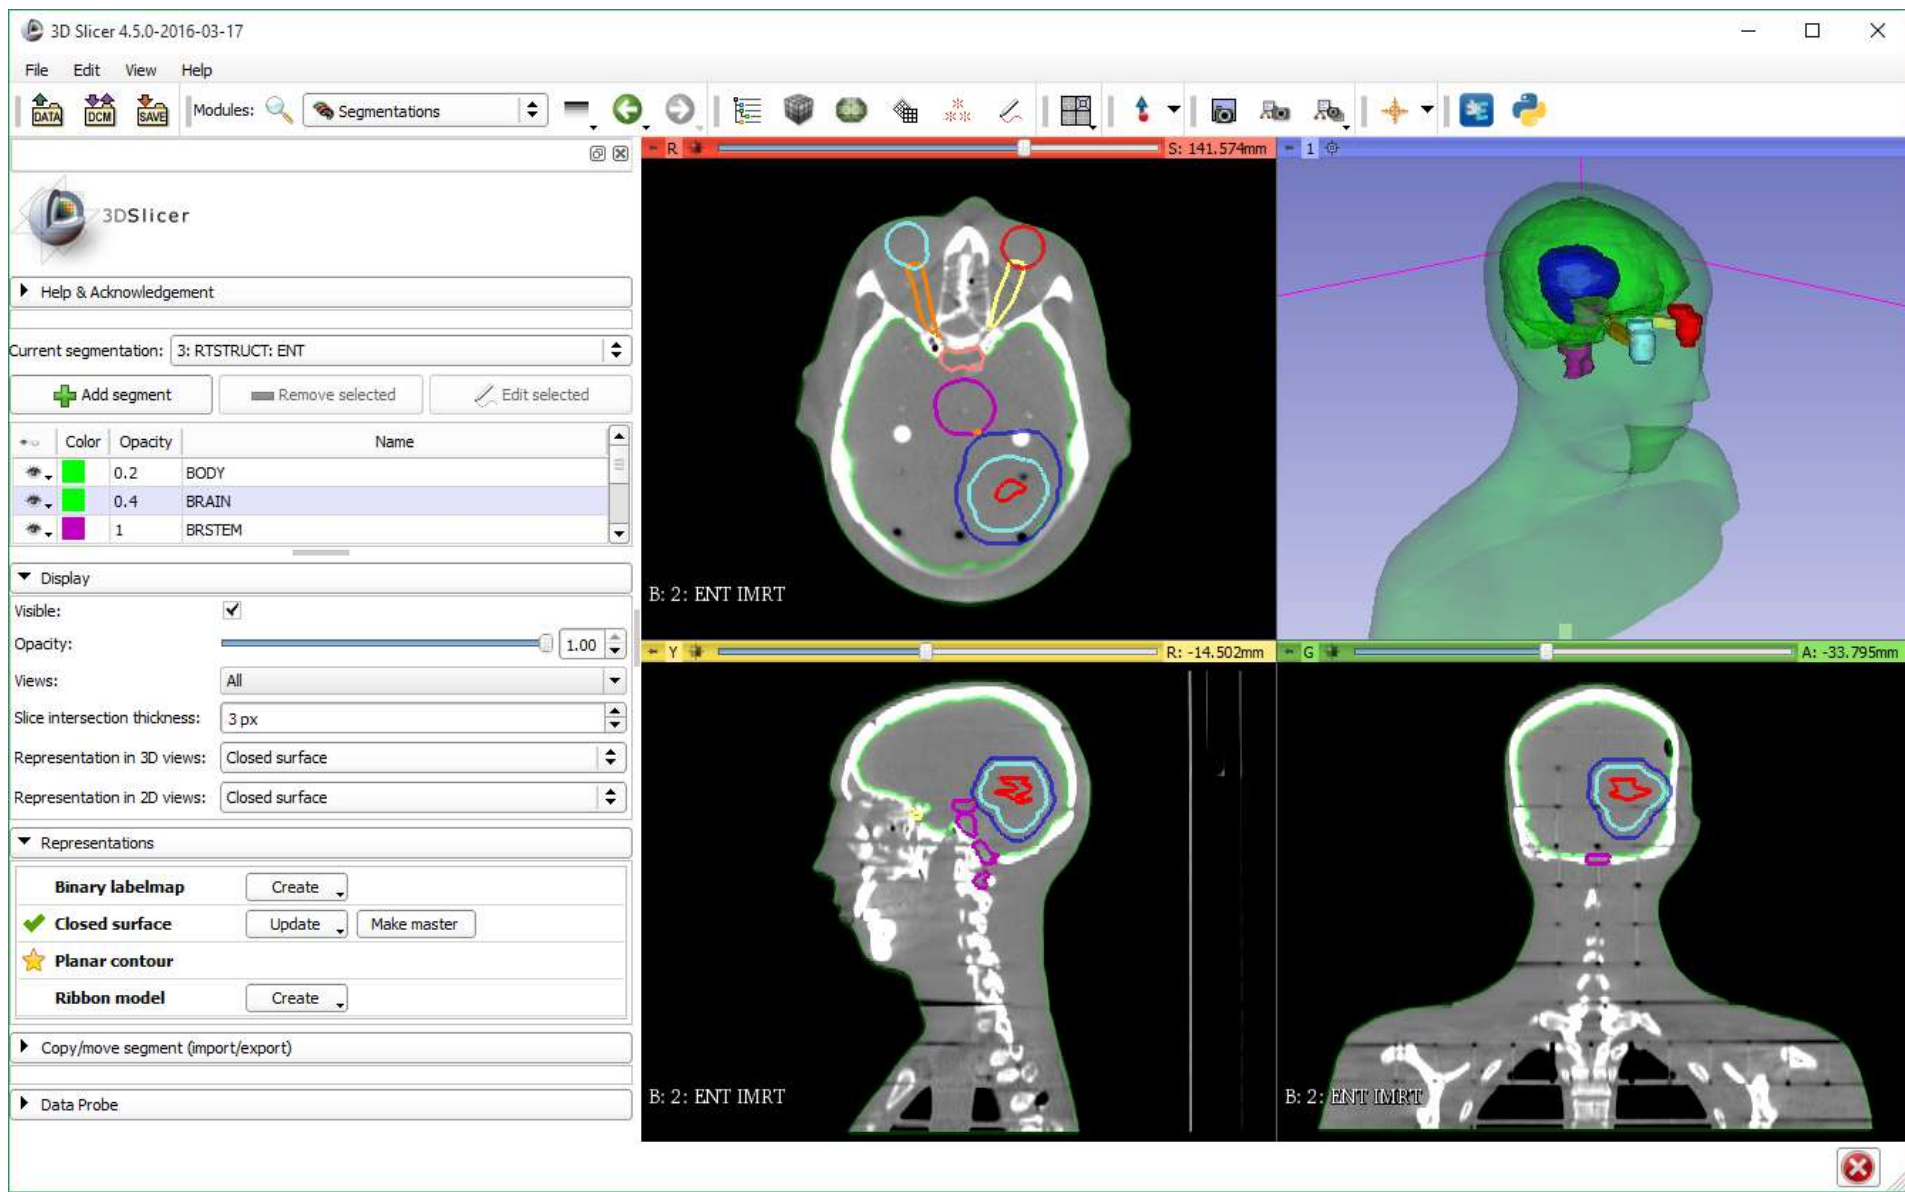 3D Slicer 4.5.0-2016-03-17
File Edit View Help
DATA DCM SAVE Modules: Segmentations
R S: 141.574mm
1
3DSlicer
Help & Acknowledgement
Current segmentation: 3: RTSTRUCT: ENT
Add segment Remove selected Edit selected
Color Opacity Name
0.2 BODY
0.4 BRAIN
1 BRSTEM
Display
Visible:
Opacity: 1.00
Views: All
Slice intersection thickness: 3 px
Representation in 3D views: Closed surface
Representation in 2D views: Closed surface
Representations
Binary labelmap Create
Closed surface Update Make master
Planar contour
Ribbon model Create
Copy/move segment (import/export)
Data Probe
B: 2: ENT IMRT
Y R: -14.502mm
G A: -33.795mm
B: 2: ENT IMRT
B: 2: ENT IMRT